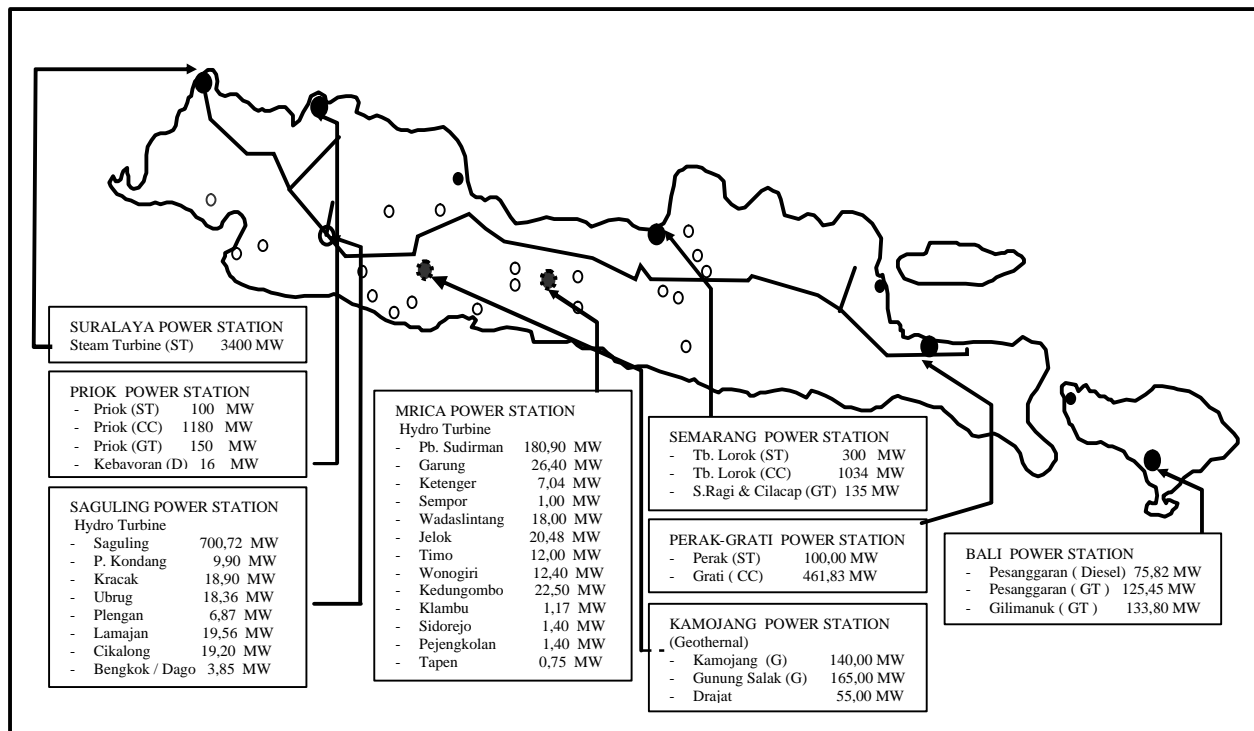 SURALAYA POWER STATION
Steam Turbine (ST) 3400 MW
PRIOK POWER STATION
- Priok (ST) 100 MW
- Priok (CC) 1180 MW
- Priok (GT) 150 MW
- Kebavoran (D) 16 MW
SAGULING POWER STATION
Hydro Turbine
- Saguling 700,72 MW
- P. Kondang 9,90 MW
- Kracak 18,90 MW
- Ubrug 18,36 MW
- Plengan 6,87 MW
- Lamajan 19,56 MW
- Cikalong 19,20 MW
- Bengkok / Dago 3,85 MW
MRICA POWER STATION
Hydro Turbine
- Pb. Sudirman 180,90 MW
- Garung 26,40 MW
- Ketenger 7,04 MW
- Sempor 1,00 MW
- Wadaslintang 18,00 MW
- Jelok 20,48 MW
- Timo 12,00 MW
- Wonogiri 12,40 MW
- Kedungombo 22,50 MW
- Klambu 1,17 MW
- Sidorejo 1,40 MW
- Pejengkolan 1,40 MW
- Tapen 0,75 MW
SEMARANG POWER STATION
- Tb. Lorok (ST) 300 MW
- Tb. Lorok (CC) 1034 MW
- S.Ragi & Cilacap (GT) 135 MW
PERAK-GRATI POWER STATION
- Perak (ST) 100,00 MW
- Grati ( CC) 461,83 MW
KAMOJANG POWER STATION
(Geothernal)
- Kamojang (G) 140,00 MW
- Gunung Salak (G) 165,00 MW
- Drajat 55,00 MW
BALI POWER STATION
- Pesanggaran ( Diesel) 75,82 MW
- Pesanggaran ( GT ) 125,45 MW
- Gilimanuk ( GT ) 133,80 MW